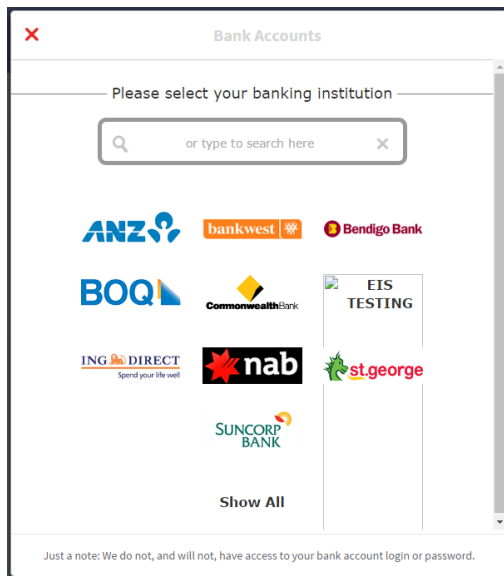 Bank Accounts
Please select your banking institution
or type to search here
ANZ
bankwest
Bendigo Bank
BOQ
CommonwealthBank
EIS
TESTING
ING DIRECT
Spend your life well
nab
st.george
SUNCORP
BANK
Show All
Just a note: We do not, and will not, have access to your bank account login or password.